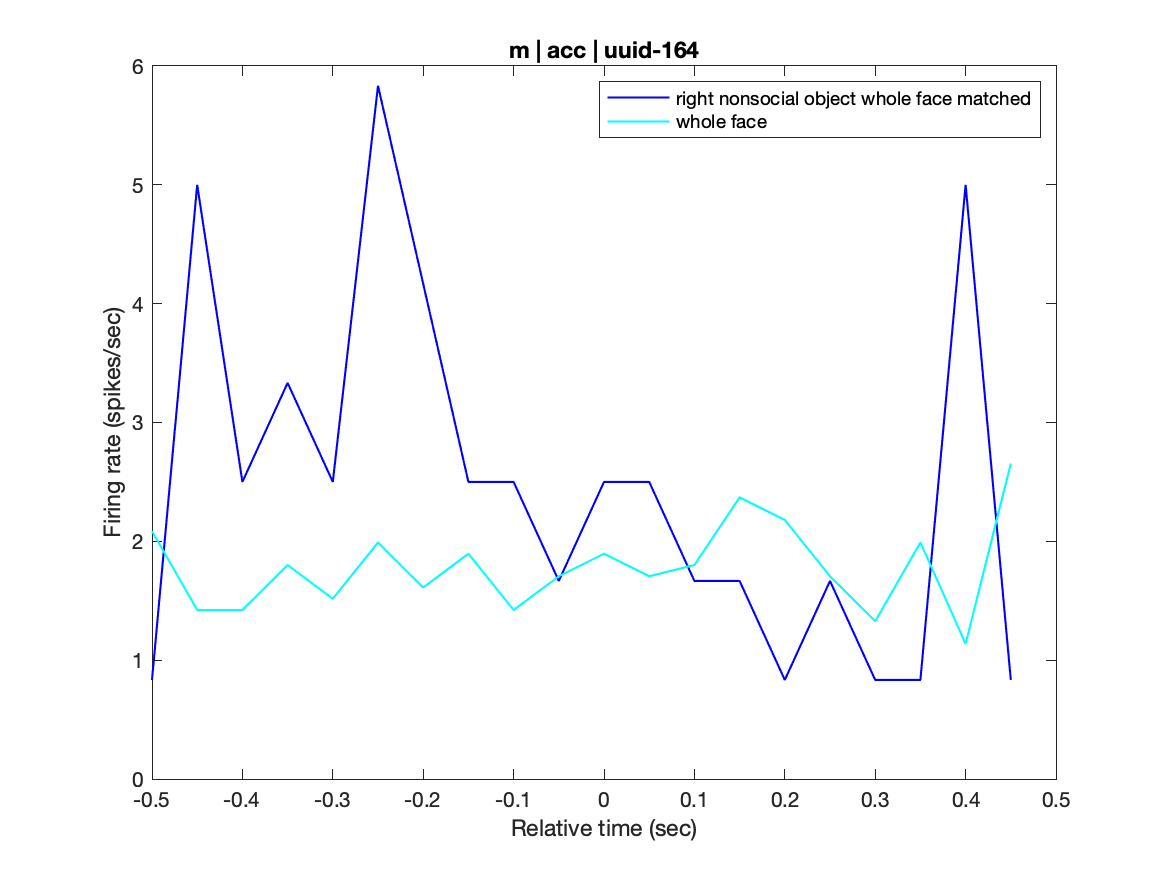 m | acc | uuid-164
right nonsocial object whole face matched
whole face
Firing rate (spikes/sec)
6
5
4
3
2
1
0
-0.5 -0.4 -0.3 -0.2 -0.1 0 0.1 0.2 0.3 0.4 0.5
Relative time (sec)